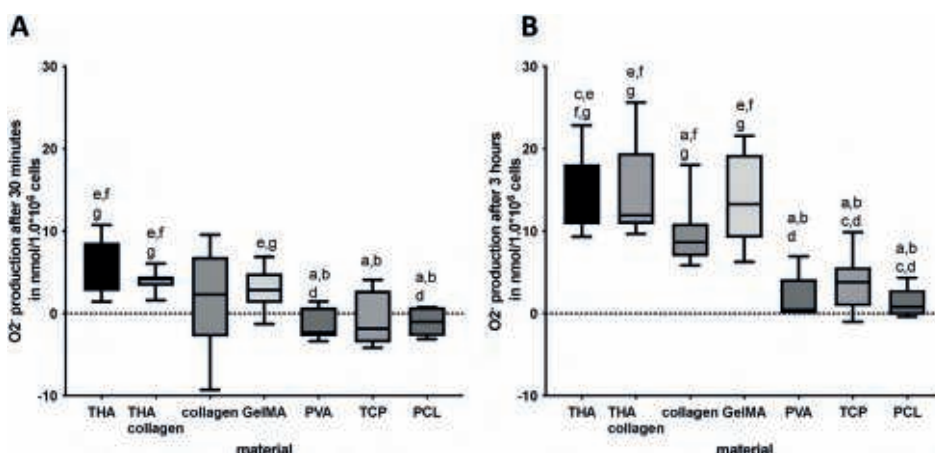 A
O2⁻ production after 30 minutes
in nmol/1.0*10⁶ cells
30
20
10
0
-10
e,f
g
e,f
g
e,g
a,b
d
a,b
a,b
d
THA
THA
collagen
collagen
GelMA
PVA
TCP
PCL
material
B
O2⁻ production after 3 hours
in nmol/1.0*10⁶ cells
30
20
10
0
-10
c,e
f,g
e,f
g
a,f
g
e,f
g
a,b
d
a,b
c,d
a,b
c,d
THA
THA
collagen
collagen
GelMA
PVA
TCP
PCL
material